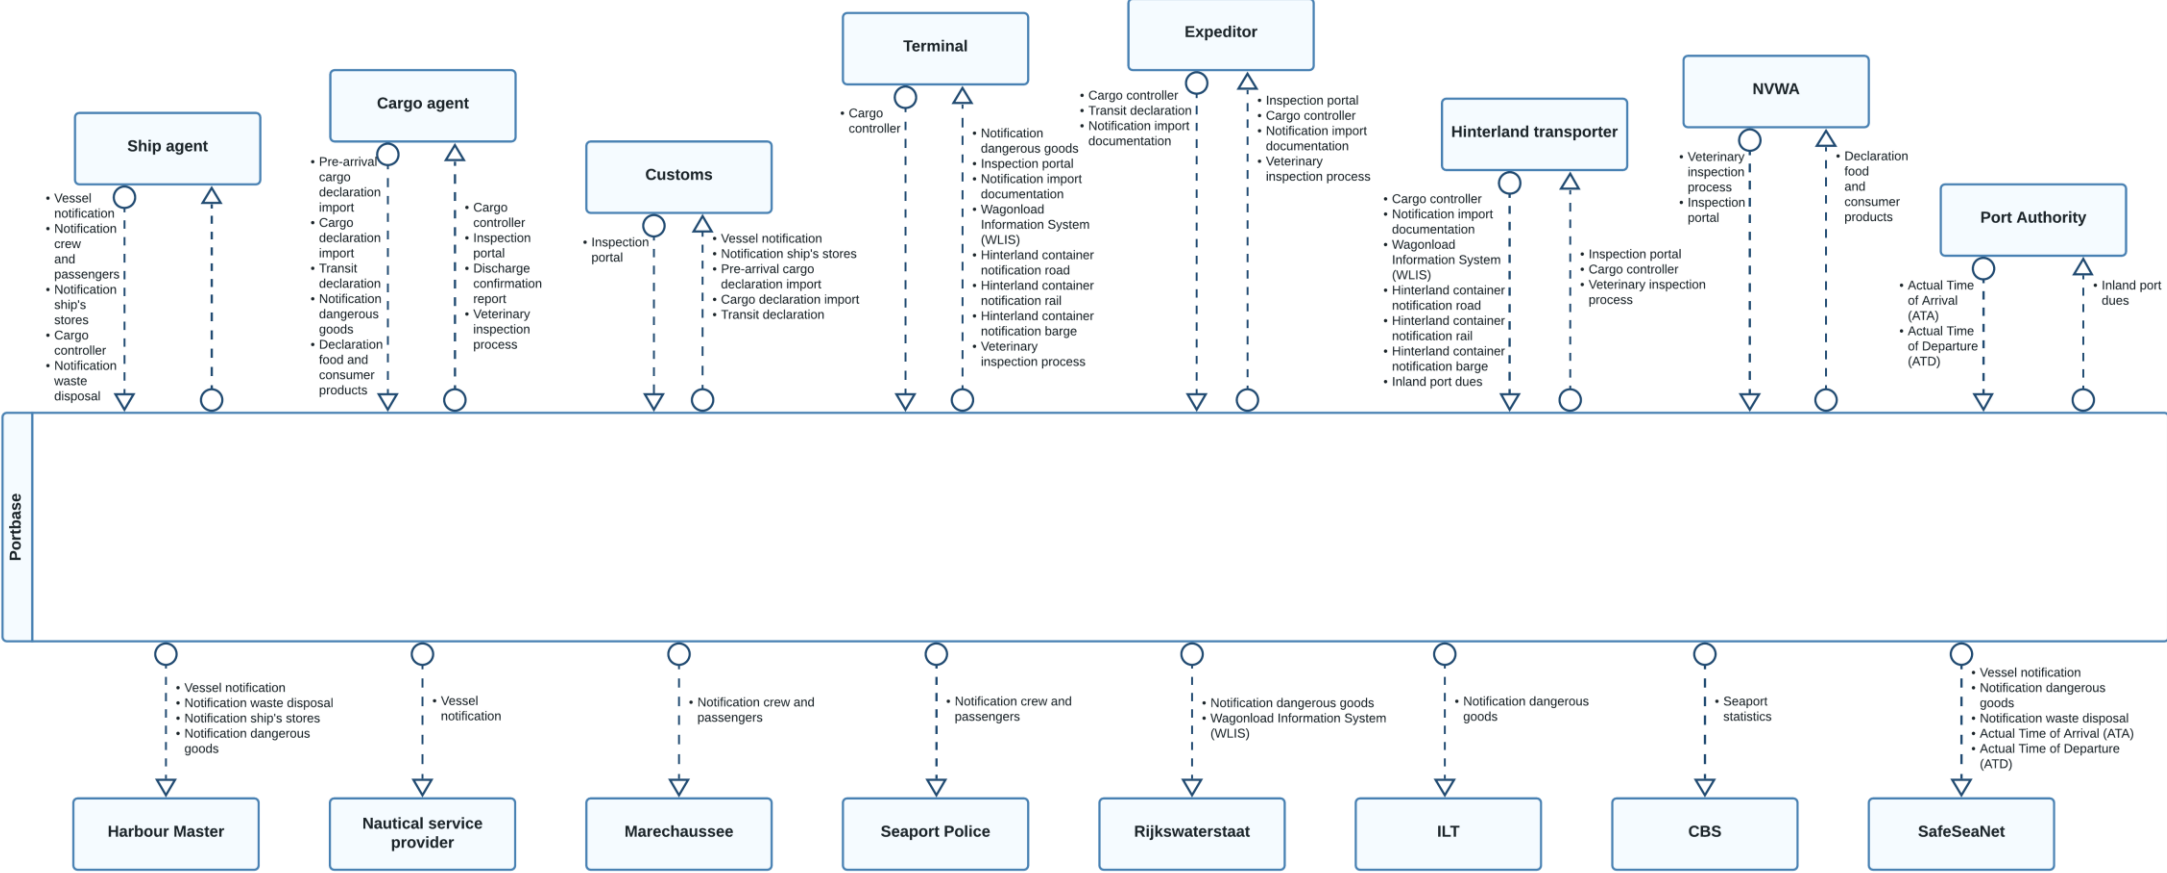 Ship agent
• Vessel
notification
• Notification
crew
and
passengers
• Notification
ship's
stores
• Cargo
controller
• Notification
waste
disposal
Cargo agent
• Pre-arrival
cargo
declaration
import
• Cargo
declaration
import
• Transit
declaration
• Notification
dangerous
goods
• Declaration
food and
consumer
products
• Cargo
controller
• Inspection
portal
• Discharge
confirmation
report
• Veterinary
inspection
process
Customs
• Inspection
portal
• Vessel notification
• Notification ship's stores
• Pre-arrival cargo
declaration import
• Cargo declaration import
• Transit declaration
Terminal
• Cargo
controller
• Notification
dangerous goods
• Inspection portal
• Notification import
documentation
• Wagonload
Information System
(WLIS)
• Hinterland container
notification road
• Hinterland container
notification rail
• Hinterland container
notification barge
• Veterinary
inspection process
Expeditor
• Cargo controller
• Transit declaration
• Notification import
documentation
• Inspection portal
• Cargo controller
• Notification import
documentation
• Veterinary
inspection process
Hinterland transporter
• Cargo controller
• Notification import
documentation
• Wagonload
Information System
(WLIS)
• Hinterland container
notification road
• Hinterland container
notification rail
• Hinterland container
notification barge
• Inland port dues
• Inspection portal
• Cargo controller
• Veterinary inspection
process
NVWA
• Veterinary
inspection
process
• Inspection
portal
• Declaration
food
and
consumer
products
Port Authority
• Actual Time
of Arrival
(ATA)
• Actual Time
of Departure
(ATD)
• Inland port
dues
Portbase
• Vessel notification
• Notification waste disposal
• Notification ship's stores
• Notification dangerous
goods
Harbour Master
• Vessel
notification
Nautical service
provider
• Notification crew and
passengers
Marechaussee
• Notification crew and
passengers
Seaport Police
• Notification dangerous goods
• Wagonload Information System
(WLIS)
Rijkswaterstaat
• Notification dangerous
goods
ILT
• Seaport
statistics
CBS
• Vessel notification
• Notification dangerous
goods
• Notification waste disposal
• Actual Time of Arrival (ATA)
• Actual Time of Departure
(ATD)
SafeSeaNet